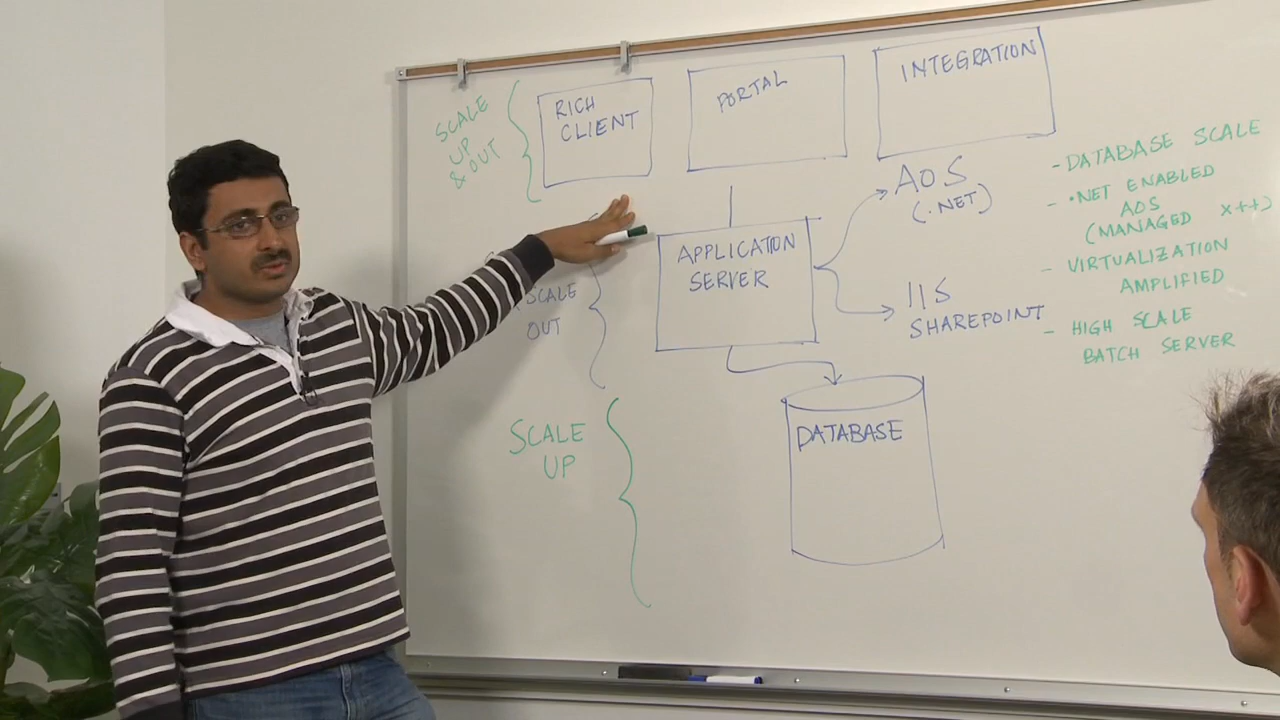 SCALE
UP
& OUT
RICH
CLIENT
PORTAL
INTEGRATION
AOS
(.NET)
APPLICATION
SERVER
SCALE
OUT
IIS
SHAREPOINT
SCALE
UP
DATABASE
- DATABASE SCALE
- .NET ENABLED
AOS
(MANAGED X++)
- VIRTUALIZATION
AMPLIFIED
- HIGH SCALE
BATCH SERVER